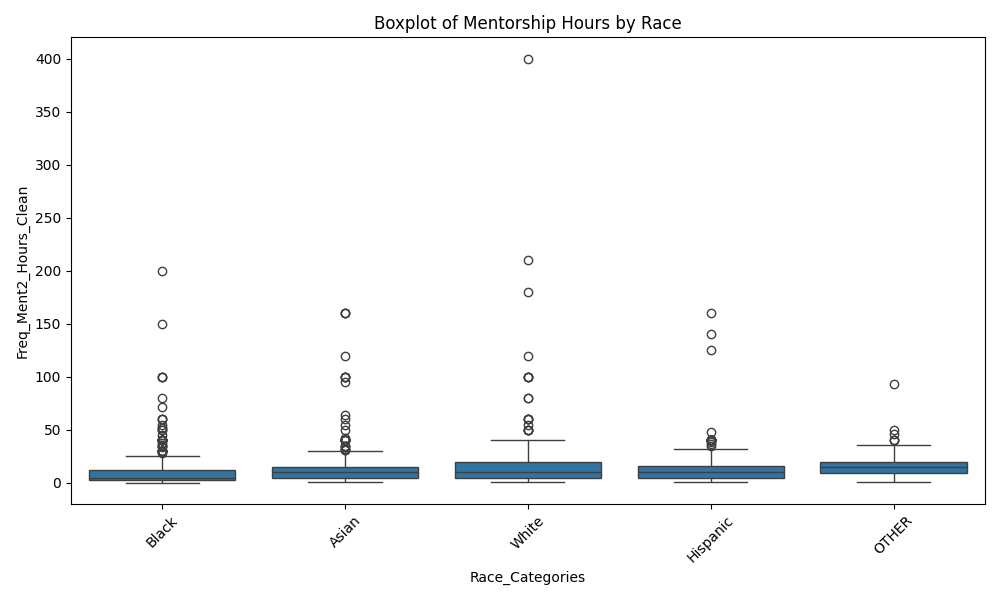 Boxplot of Mentorship Hours by Race
Freq_Ment2_Hours_Clean
400
350
300
250
200
150
100
50
0
Black
Asian
White
Hispanic
OTHER
Race_Categories